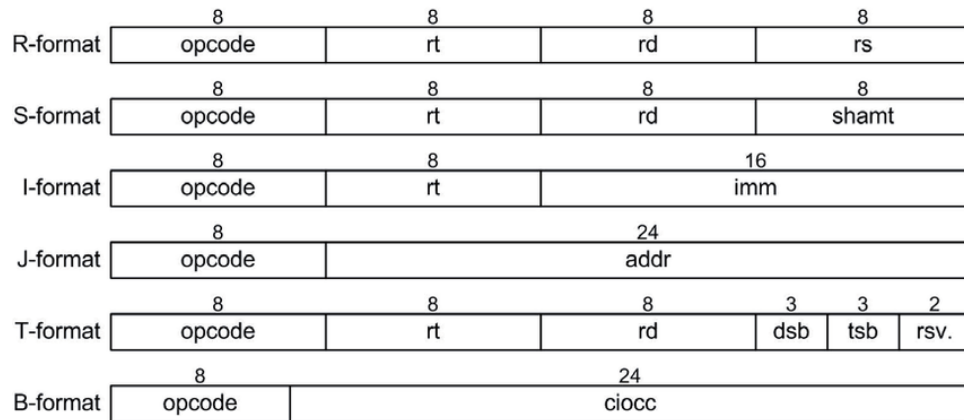 8 8 8 8
R-format opcode rt rd rs
8 8 8 8
S-format opcode rt rd shamt
8 8 16
I-format opcode rt imm
8 24
J-format opcode addr
8 8 8 3 3 2
T-format opcode rt rd dsb tsb rsv.
8 24
B-format opcode ciocc